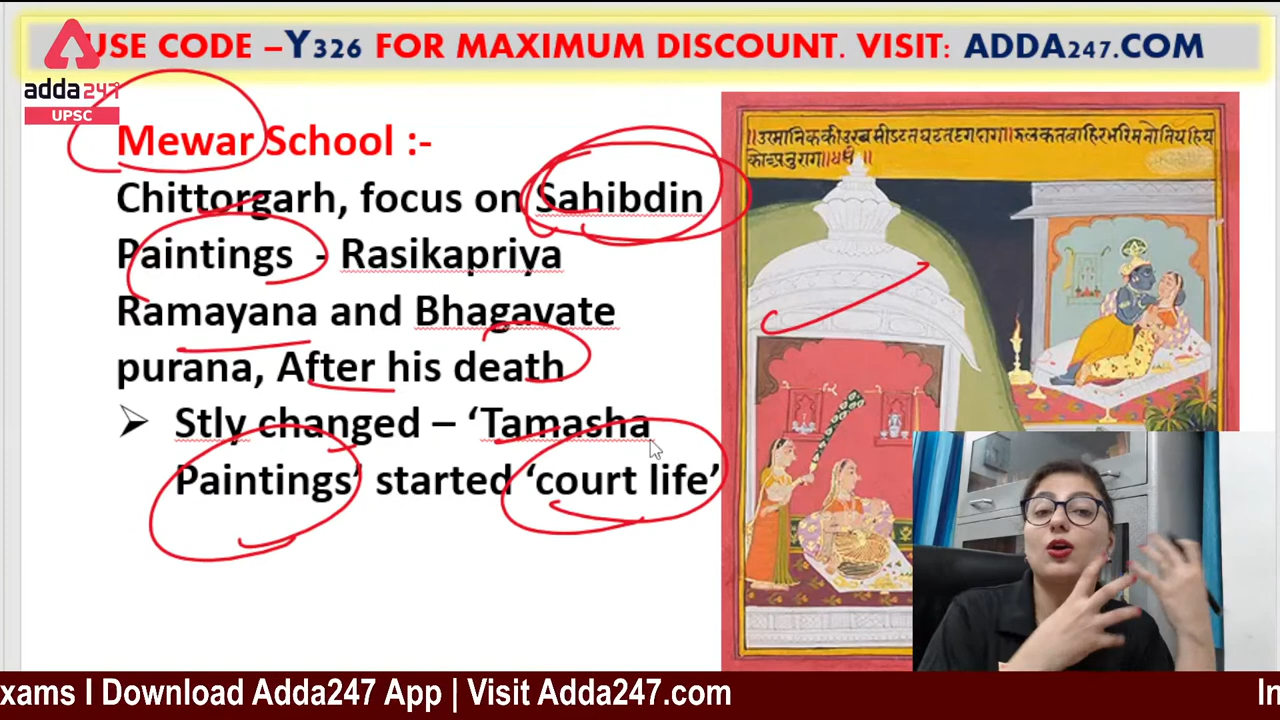 USE CODE –Y326 FOR MAXIMUM DISCOUNT. VISIT: ADDA247.COM
adda247
UPSC
Mewar School :-
Chittorgarh, focus on Sahibdin
Paintings - Rasikapriya
Ramayana and Bhagavate
purana, After his death
➢ Stly changed – ‘Tamasha
Paintings‘ started ‘court life’
exams I Download Adda247 App | Visit Adda247.com
In